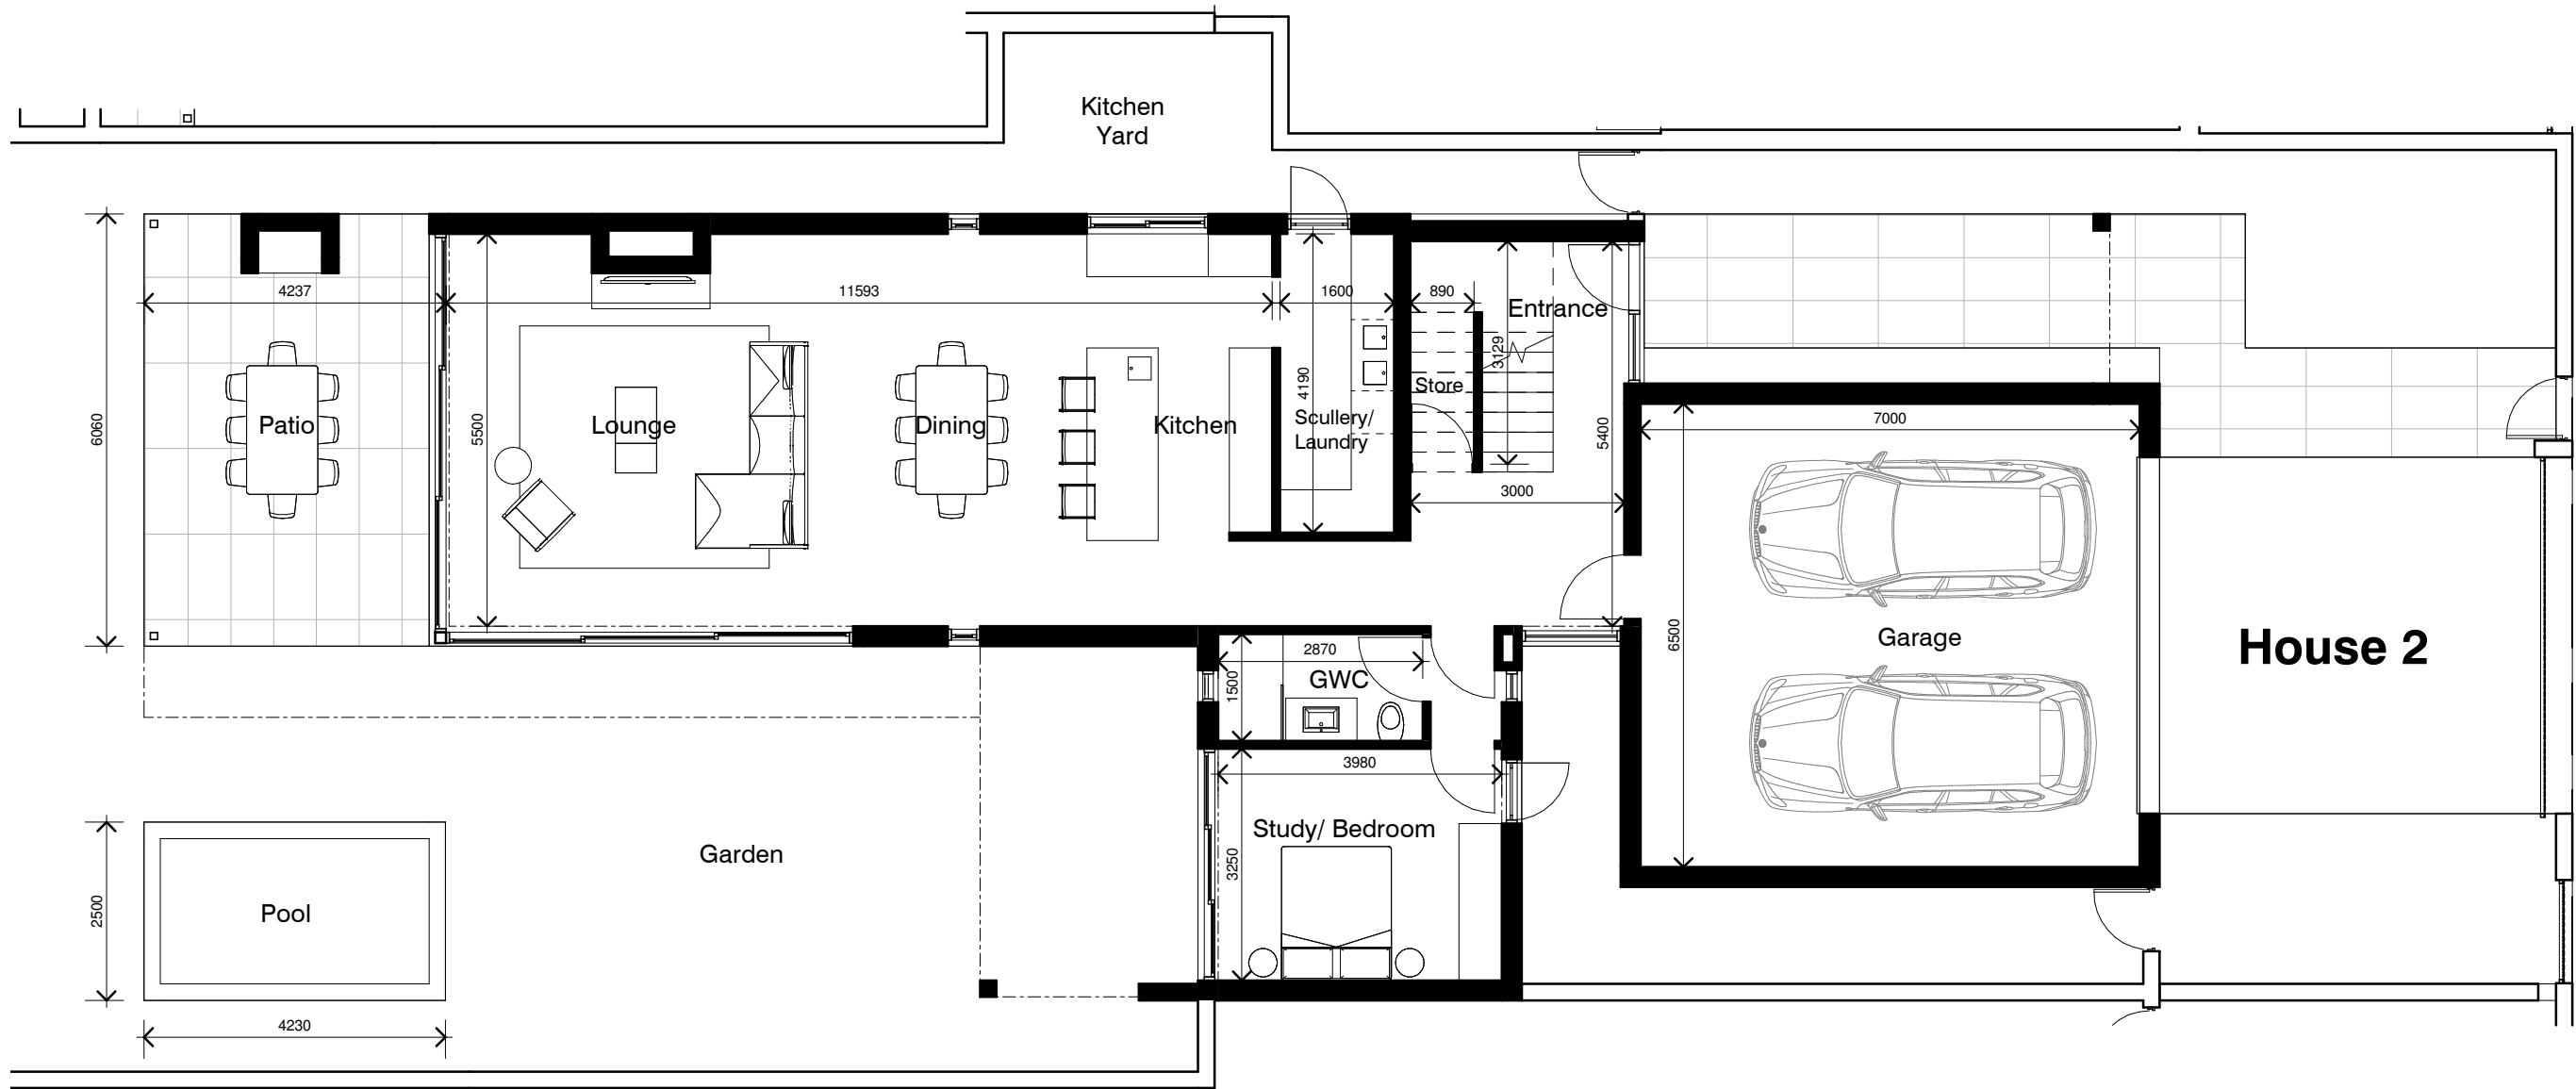 Kitchen
Yard
4237
11593
1600
890
Entrance
3129
Store
4190
5500
6060
Patio
Lounge
Dining
Kitchen
Scullery/
Laundry
5400
7000
3000
6500
Garage
House 2
2870
GWC
1500
3980
Study/ Bedroom
3250
Garden
Pool
2500
4230